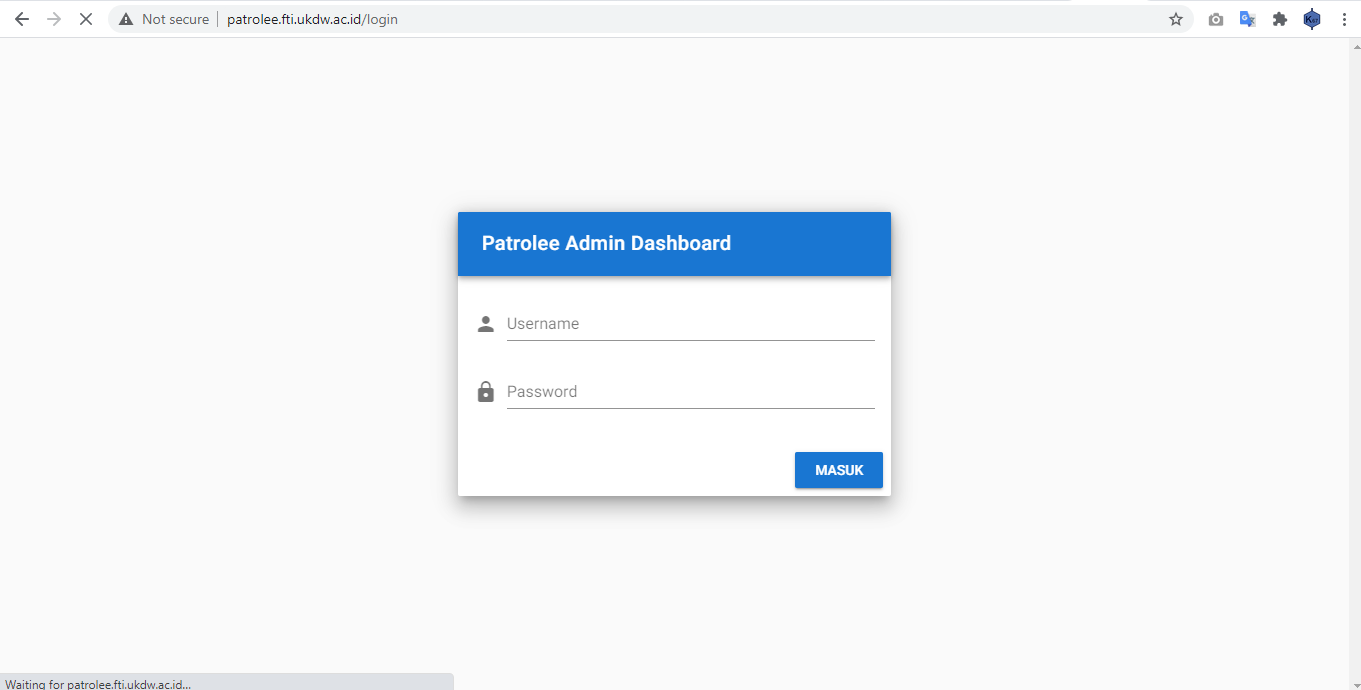 Not secure patrolee.fti.ukdw.ac.id/login
Patrolee Admin Dashboard
Username
Password
MASUK
Waiting for patrolee.fti.ukdw.ac.id...